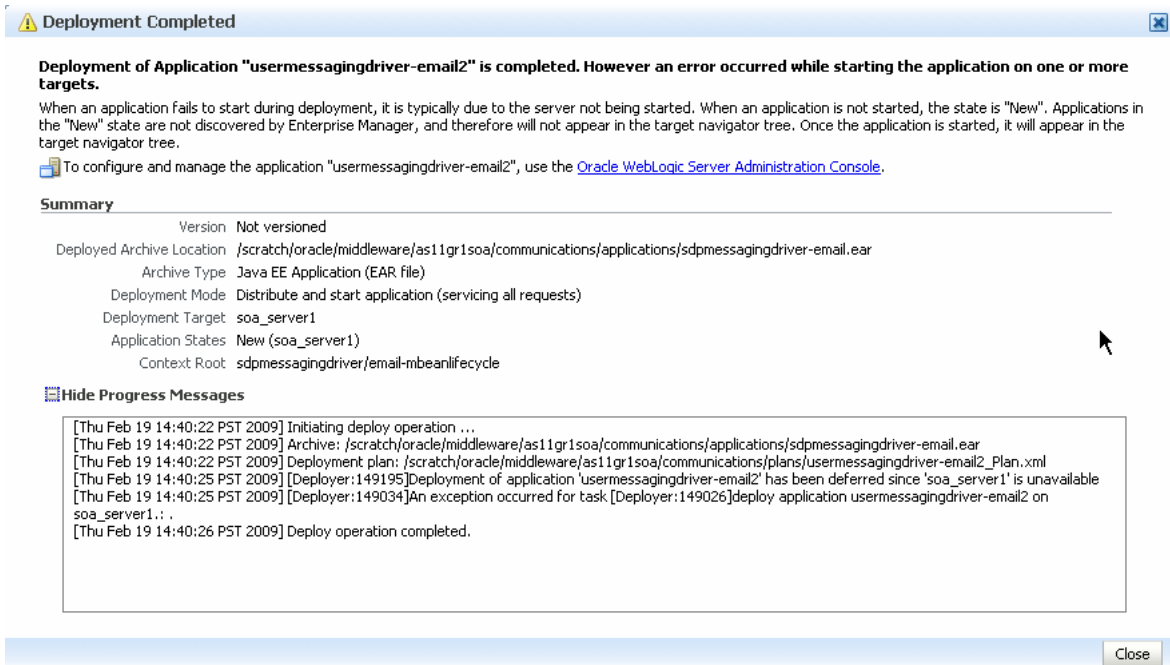 Deployment Completed
Deployment of Application "usermessagingdriver-email2" is completed. However an error occurred while starting the application on one or more
targets.
When an application fails to start during deployment, it is typically due to the server not being started. When an application is not started, the state is "New". Applications in
the "New" state are not discovered by Enterprise Manager, and therefore will not appear in the target navigator tree. Once the application is started, it will appear in the
target navigator tree.
To configure and manage the application "usermessagingdriver-email2", use the Oracle WebLogic Server Administration Console.
Summary
Version Not versioned
Deployed Archive Location /scratch/oracle/middleware/as11gr1soa/communications/applications/sdpmessagingdriver-email.ear
Archive Type Java EE Application (EAR file)
Deployment Mode Distribute and start application (servicing all requests)
Deployment Target soa_server1
Application States New (soa_server1)
Context Root sdpmessagingdriver/email-mbeanlifecycle
Hide Progress Messages
[Thu Feb 19 14:40:22 PST 2009] Initiating deploy operation ...
[Thu Feb 19 14:40:22 PST 2009] Archive: /scratch/oracle/middleware/as11gr1soa/communications/applications/sdpmessagingdriver-email.ear
[Thu Feb 19 14:40:22 PST 2009] Deployment plan: /scratch/oracle/middleware/as11gr1soa/communications/plans/usermessagingdriver-email2_Plan.xml
[Thu Feb 19 14:40:25 PST 2009] [Deployer:149195]Deployment of application 'usermessagingdriver-email2' has been deferred since 'soa_server1' is unavailable
[Thu Feb 19 14:40:25 PST 2009] [Deployer:149034]An exception occurred for task [Deployer:149026]deploy application usermessagingdriver-email2 on
soa_server1.: .
[Thu Feb 19 14:40:26 PST 2009] Deploy operation completed.
Close